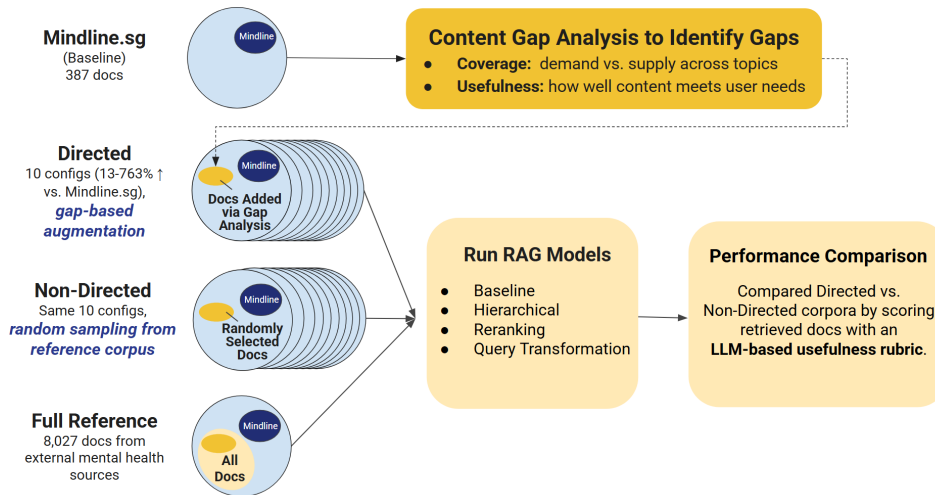 Mindline.sg
(Baseline)
387 docs
Mindline
Content Gap Analysis to Identify Gaps
● Coverage: demand vs. supply across topics
● Usefulness: how well content meets user needs
Directed
10 configs (13-763% ↑
vs. Mindline.sg),
gap-based
augmentation
Mindline
Docs Added
via Gap
Analysis
Non-Directed
Same 10 configs,
random sampling from
reference corpus
Mindline
Randomly
Selected
Docs
Full Reference
8,027 docs from
external mental health
sources
Mindline
All
Docs
Run RAG Models
● Baseline
● Hierarchical
● Reranking
● Query Transformation
Performance Comparison
Compared Directed vs.
Non-Directed corpora by scoring
retrieved docs with an
LLM-based usefulness rubric.